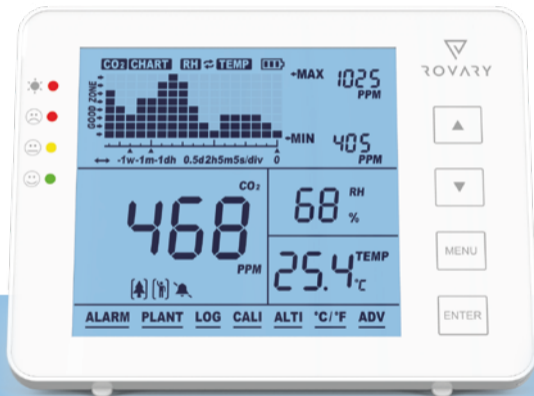 CO₂ CHART RH TEMP
MAX 1025 PPM
GOOD ZONE
MIN 405 PPM
-1w-1m-1dh 0.5d2h5m5s/div 0
ROVARY
CO₂
468
PPM
68 RH %
25.4 TEMP °C
ALARM PLANT LOG CALI ALTI °C/°F ADV
MENU
ENTER